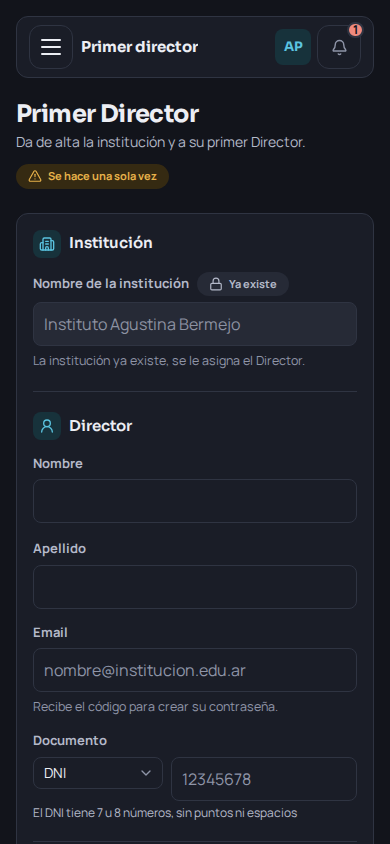 Primer director
AP
1
Primer Director
Da de alta la institución y a su primer Director.
Se hace una sola vez
Institución
Nombre de la institución
Ya existe
Instituto Agustina Bermejo
La institución ya existe, se le asigna el Director.
Director
Nombre
Apellido
Email
nombre@institucion.edu.ar
Recibe el código para crear su contraseña.
Documento
DNI
12345678
El DNI tiene 7 u 8 números, sin puntos ni espacios